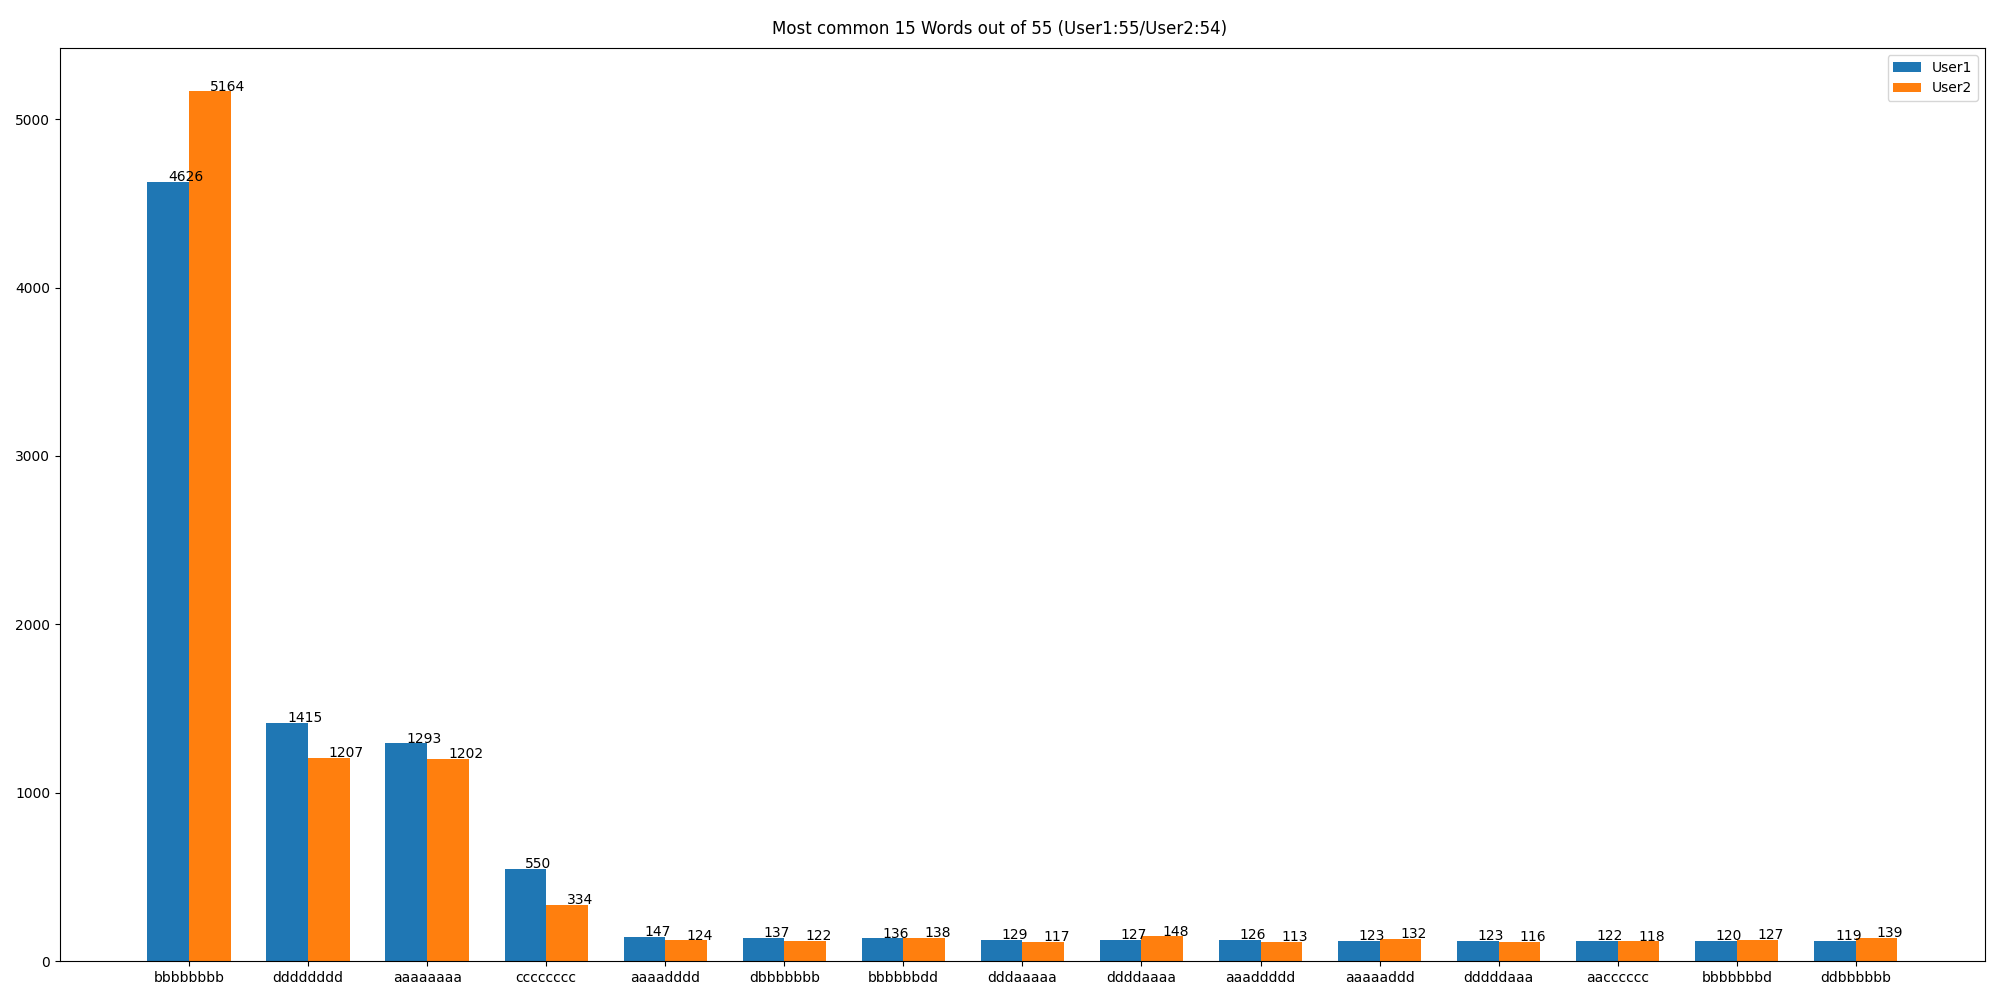 Most common 15 Words out of 55 (User1:55/User2:54)
User1
User2
5000
4000
3000
2000
1000
0
4626
5164
1415
1207
1293
1202
550
334
147
124
137
122
136
138
129
117
127
148
126
113
123
132
123
116
122
118
120
127
119
139
bbbbbbbb
dddddddd
aaaaaaaa
cccccccc
aaaadddd
dbbbbbbb
bbbbbbdd
dddaaaaa
ddddaaaa
aaaddddd
aaaaaddd
dddddaaa
aacccccc
bbbbbbbd
ddbbbbbb